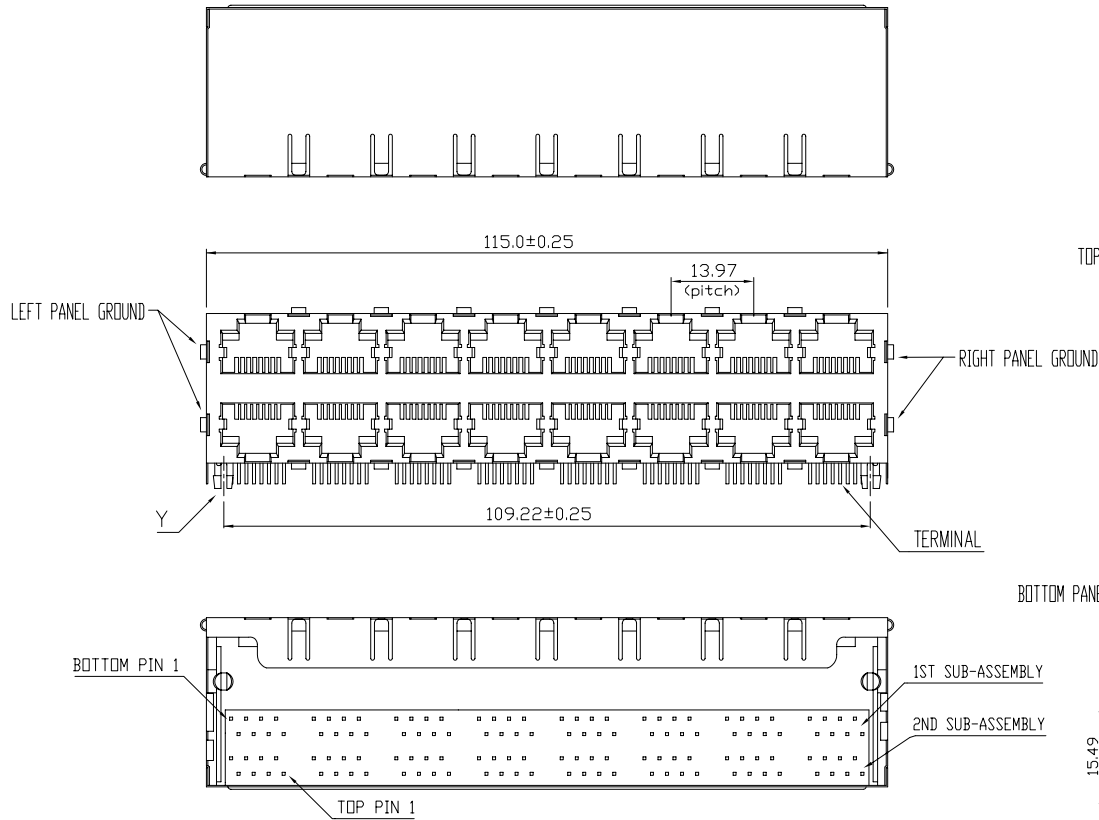 115.0±0.25
13.97
(pitch)
TOP
LEFT PANEL GROUND
RIGHT PANEL GROUND
Y
109.22±0.25
TERMINAL
BOTTOM PANE
BOTTOM PIN 1
1ST SUB-ASSEMBLY
2ND SUB-ASSEMBLY
15.49
TOP PIN 1